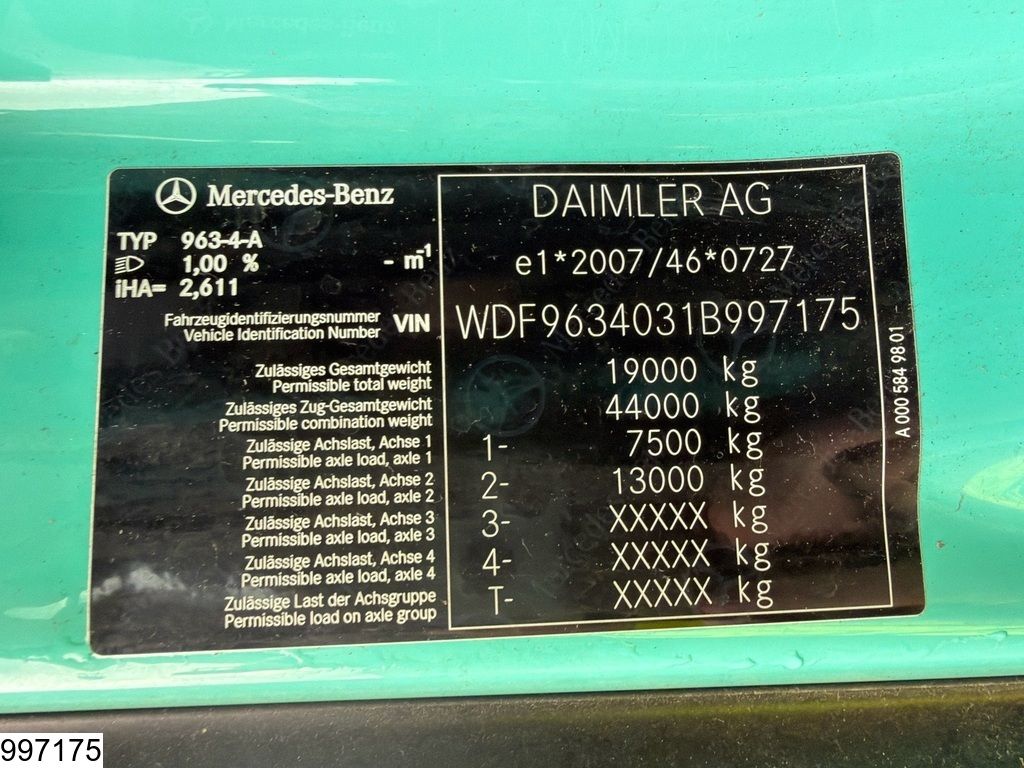 Mercedes-Benz
TYP 963-4-A
1,00 % - m-1
iHA= 2,611
DAIMLER AG
e1*2007/46*0727
Fahrzeugidentifizierungsnummer
Vehicle Identification Number VIN WDF9634031B997175
Zulässiges Gesamtgewicht
Permissible total weight 19000 kg
Zulässiges Zug-Gesamtgewicht
Permissible combination weight 44000 kg
Zulässige Achslast, Achse 1
Permissible axle load, axle 1 1- 7500 kg
Zulässige Achslast, Achse 2
Permissible axle load, axle 2 2- 13000 kg
Zulässige Achslast, Achse 3
Permissible axle load, axle 3 3- XXXXX kg
Zulässige Achslast, Achse 4
Permissible axle load, axle 4 4- XXXXX kg
Zulässige Last der Achsgruppe
Permissible load on axle group T- XXXXX kg
A 000 584 98 01
997175